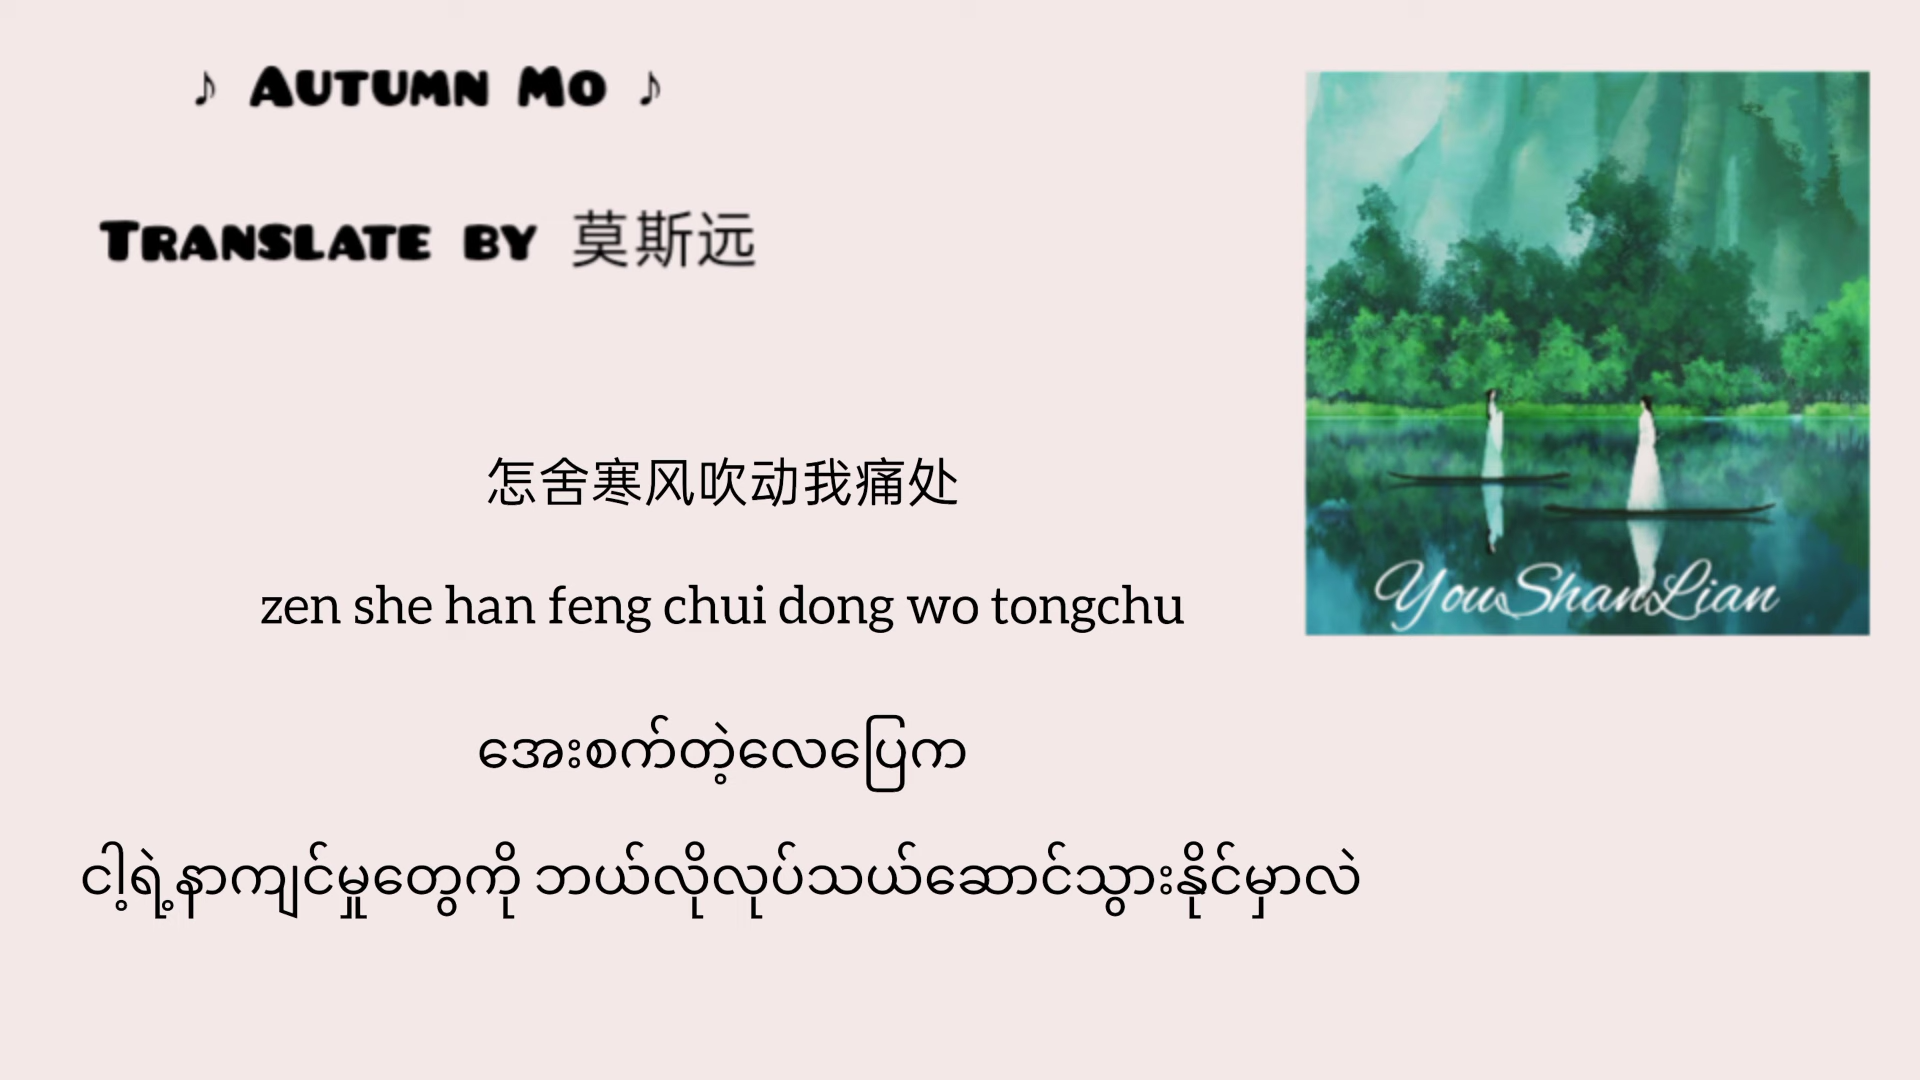 ♪ Autumn Mo ♪
Translate by 莫斯远
怎舍寒风吹动我痛处
zen she han feng chui dong wo tongchu
အေးစက်တဲ့လေပြေက
ငါ့ရဲ့နာကျင်မှုတွေကို ဘယ်လိုလုပ်သယ်ဆောင်သွားနိုင်မှာလဲ
YouShanLian